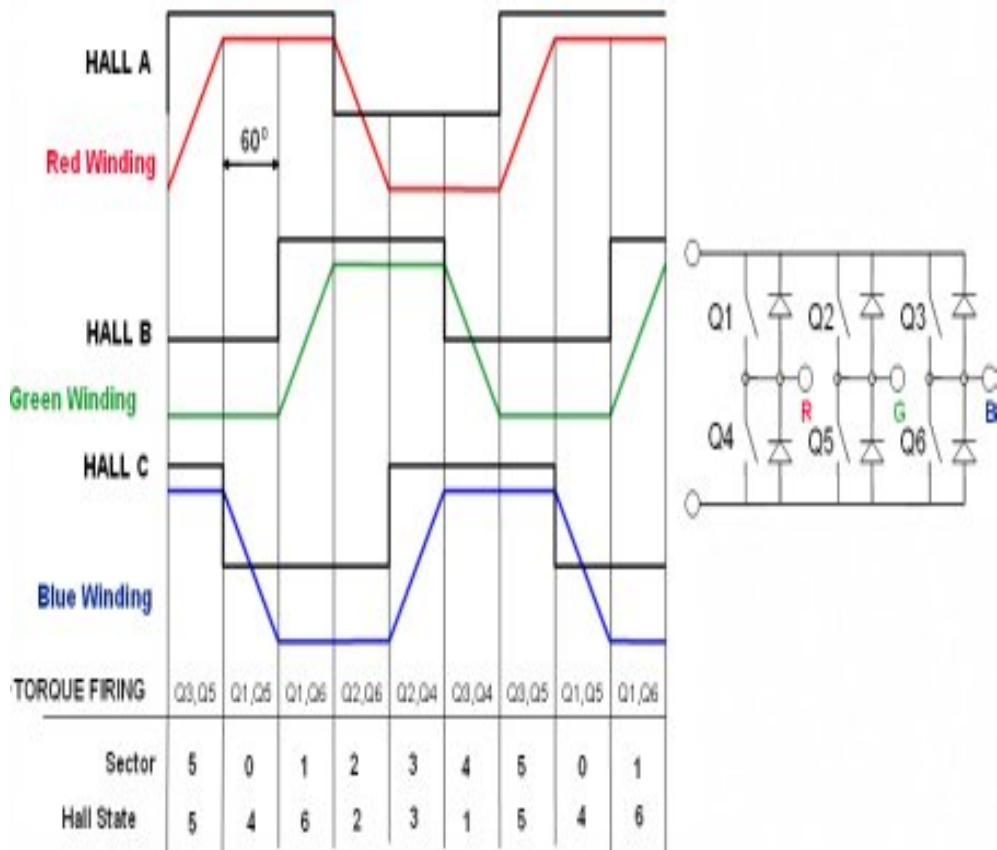 HALL A
60°
Red Winding
HALL B
Green Winding
HALL C
Blue Winding
Q1 Q2 Q3
R G B
Q4 Q5 Q6
TORQUE FIRING Q3,Q5 Q1,Q5 Q1,Q6 Q2,Q6 Q2,Q4 Q3,Q4 Q3,Q5 Q1,Q5 Q1,Q6
Sector 5 0 1 2 3 4 5 0 1
Hall State 5 4 6 2 3 1 5 4 6